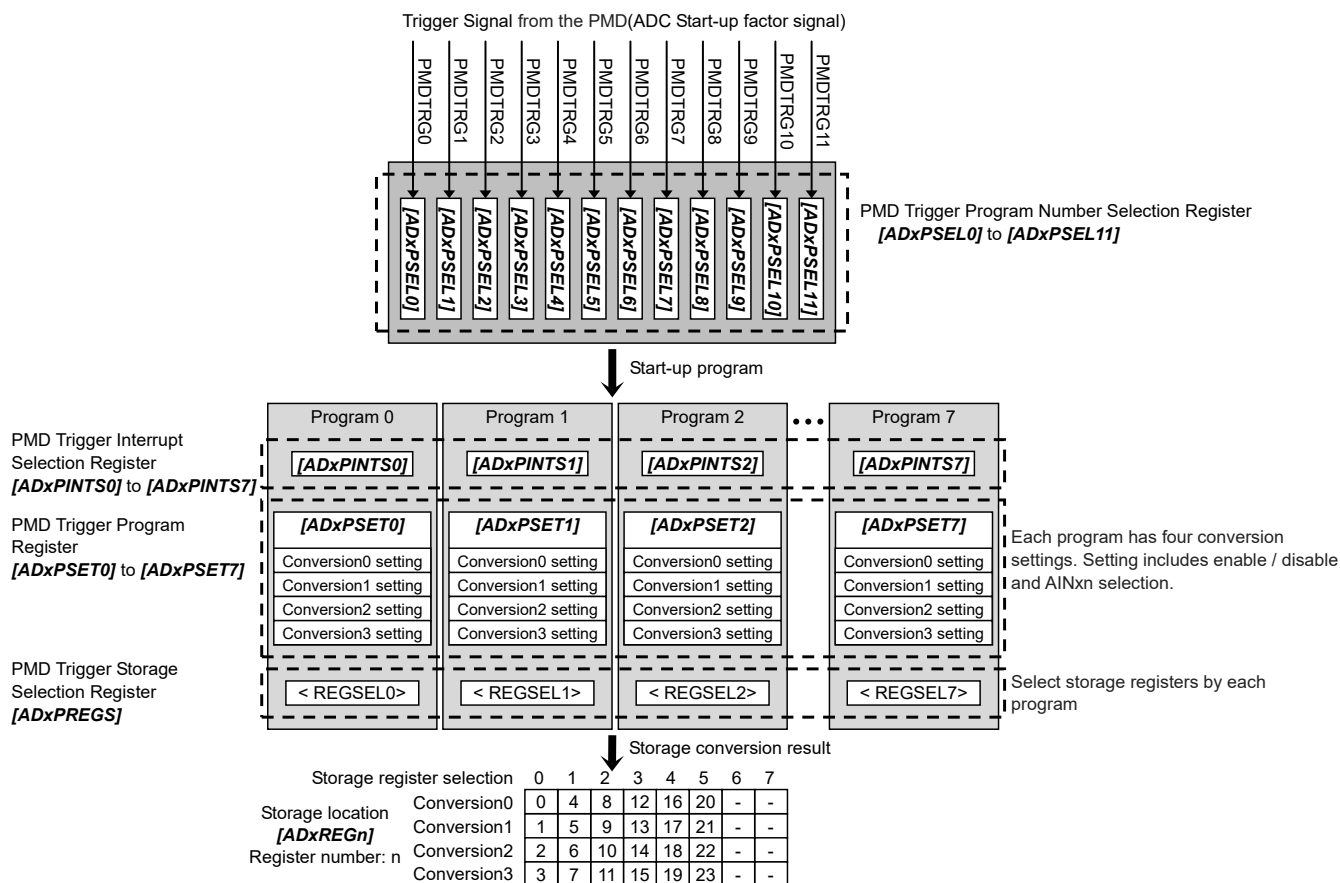 Trigger Signal from the PMD(ADC Start-up factor signal)
PMDTRG0
PMDTRG1
PMDTRG2
PMDTRG3
PMDTRG4
PMDTRG5
PMDTRG6
PMDTRG7
PMDTRG8
PMDTRG9
PMDTRG10
PMDTRG11
[ADxPSEL0]
[ADxPSEL1]
[ADxPSEL2]
[ADxPSEL3]
[ADxPSEL4]
[ADxPSEL5]
[ADxPSEL6]
[ADxPSEL7]
[ADxPSEL8]
[ADxPSEL9]
[ADxPSEL10]
[ADxPSEL11]
PMD Trigger Program Number Selection Register
[ADxPSEL0] to [ADxPSEL11]
Start-up program
Program 0 Program 1 Program 2 ••• Program 7
PMD Trigger Interrupt
Selection Register
[ADxPINTS0] to [ADxPINTS7]
[ADxPINTS0] [ADxPINTS1] [ADxPINTS2] [ADxPINTS7]
PMD Trigger Program
Register
[ADxPSET0] to [ADxPSET7]
[ADxPSET0] [ADxPSET1] [ADxPSET2] [ADxPSET7]
Conversion0 setting Conversion0 setting Conversion0 setting Conversion0 setting
Conversion1 setting Conversion1 setting Conversion1 setting Conversion1 setting
Conversion2 setting Conversion2 setting Conversion2 setting Conversion2 setting
Conversion3 setting Conversion3 setting Conversion3 setting Conversion3 setting
Each program has four conversion
settings. Setting includes enable / disable
and AINxn selection.
PMD Trigger Storage
Selection Register
[ADxPREGS]
< REGSEL0> < REGSEL1> < REGSEL2> < REGSEL7>
Select storage registers by each
program
Storage conversion result
Storage register selection 0 1 2 3 4 5 6 7
Storage location
[ADxREGn]
Register number: n
Conversion0 0 4 8 12 16 20 - -
Conversion1 1 5 9 13 17 21 - -
Conversion2 2 6 10 14 18 22 - -
Conversion3 3 7 11 15 19 23 - -